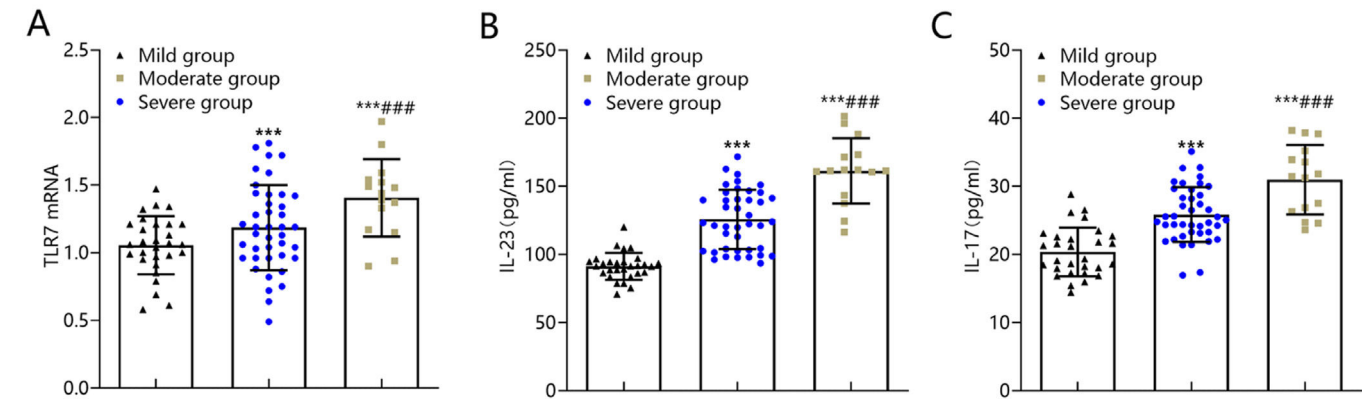 A
TLR7 mRNA
2.5
2.0
1.5
1.0
0.5
0.0
Mild group
Moderate group
Severe group
***
***###
B
IL-23 (pg/ml)
250
200
150
100
50
0
Mild group
Moderate group
Severe group
***
***###
C
IL-17 (pg/ml)
50
40
30
20
10
0
Mild group
Moderate group
Severe group
***
***###